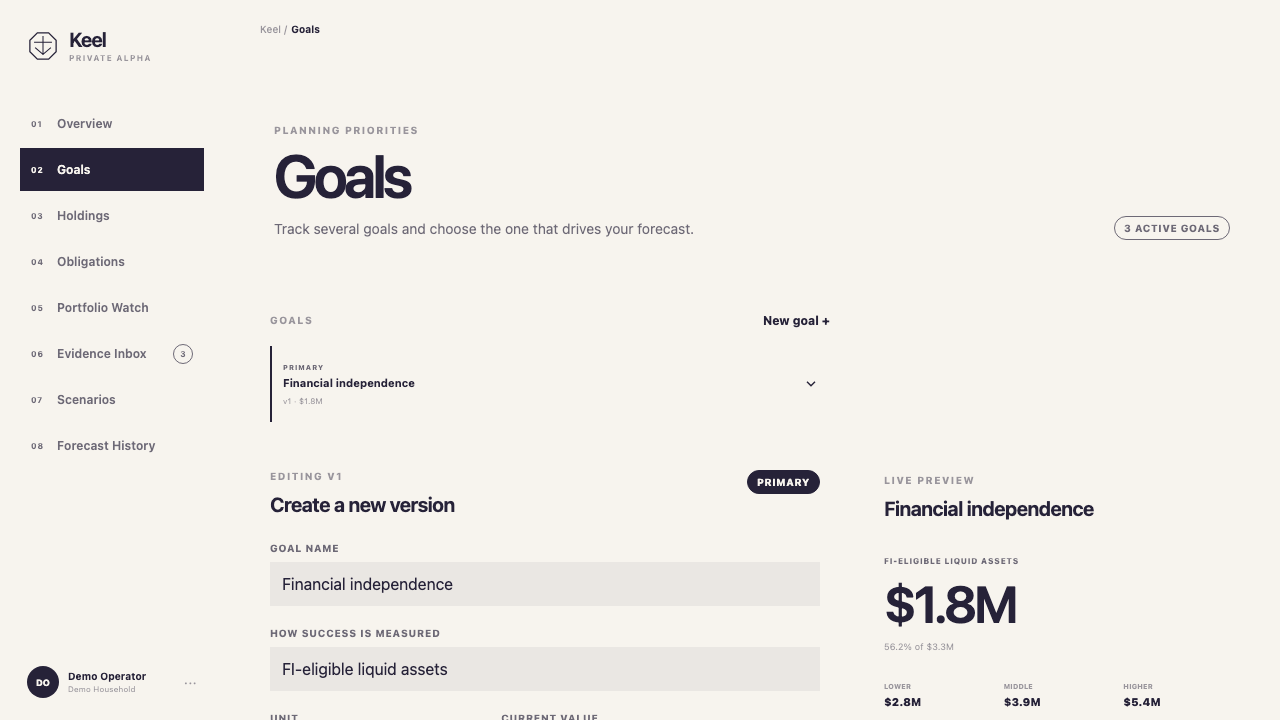 Keel
PRIVATE ALPHA
01 Overview
02 Goals
03 Holdings
04 Obligations
05 Portfolio Watch
06 Evidence Inbox 3
07 Scenarios
08 Forecast History
DO
Demo Operator
Demo Household
...
Keel / Goals
PLANNING PRIORITIES
Goals
Track several goals and choose the one that drives your forecast.
3 ACTIVE GOALS
GOALS
New goal +
PRIMARY
Financial independence
v1 · $1.8M
EDITING V1
Create a new version
PRIMARY
GOAL NAME
Financial independence
HOW SUCCESS IS MEASURED
FI-eligible liquid assets
UNIT
CURRENT VALUE
LIVE PREVIEW
Financial independence
FI-ELIGIBLE LIQUID ASSETS
$1.8M
56.2% of $3.3M
LOWER MIDDLE HIGHER
$2.8M $3.9M $5.4M